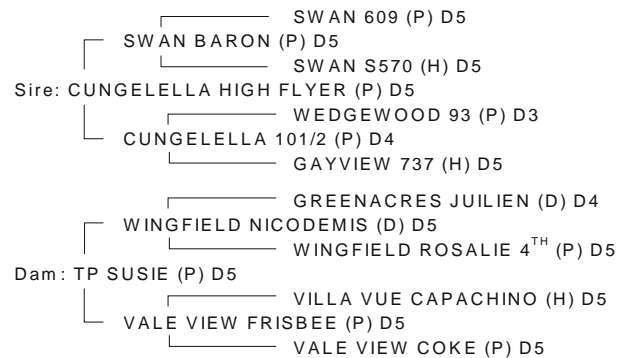 SWAN 609 (P) D5
SWAN BARON (P) D5
SWAN S570 (H) D5
Sire: CUNGELELLA HIGH FLYER (P) D5
WEDGEWOOD 93 (P) D3
CUNGELELLA 101/2 (P) D4
GAYVIEW 737 (H) D5
GREENACRES JUILIEN (D) D4
WINGFIELD NICODEMIS (D) D5
WINGFIELD ROSALIE 4TH (P) D5
Dam: TP SUSIE (P) D5
VILLA VUE CAPACHINO (H) D5
VALE VIEW FRISBEE (P) D5
VALE VIEW COKE (P) D5